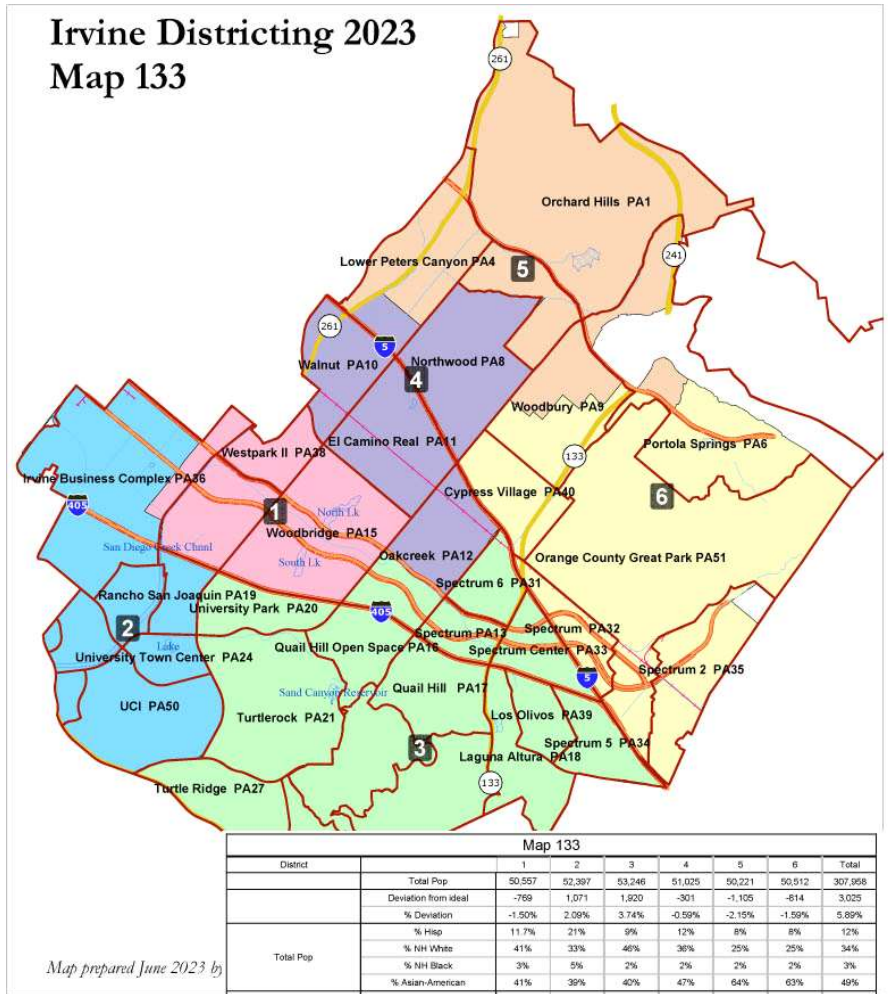 Irvine Districting 2023
Map 133
261
Orchard Hills PA1
241
Lower Peters Canyon PA4
5
261
5
Walnut PA10
Northwood PA8
4
Woodbury PA9
El Camino Real PA11
Portola Springs PA6
Westpark II PA38
133
Irvine Business Complex PA36
Cypress Village PA40
6
405
1
North Lk
Woodbridge PA15
San Diego Creek Chnnl
Oakcreek PA12
Orange County Great Park PA51
South Lk
Spectrum 6 PA31
Rancho San Joaquin PA19
University Park PA20
405
2
Spectrum PA13
Spectrum PA32
Lake
Quail Hill Open Space PA16
Spectrum Center PA33
University Town Center PA24
Spectrum 2 PA35
5
Sand Canyon Reservoir
Quail Hill PA17
UCI PA50
Turtlerock PA21
Los Olivos PA39
3
Spectrum 5 PA34
Laguna Altura PA18
133
Turtle Ridge PA27
Map 133
District 1 2 3 4 5 6 Total
Total Pop 50,557 52,397 53,246 51,025 50,221 50,512 307,958
Deviation from ideal -769 1,071 1,920 -301 -1,105 -814 3,025
% Deviation -1.50% 2.09% 3.74% -0.59% -2.15% -1.59% 5.89%
Total Pop
% Hisp 11.7% 21% 9% 12% 8% 8% 12%
% NH White 41% 33% 46% 36% 25% 25% 34%
% NH Black 3% 5% 2% 2% 2% 2% 3%
% Asian-American 41% 39% 40% 47% 64% 63% 49%
Map prepared June 2023 by